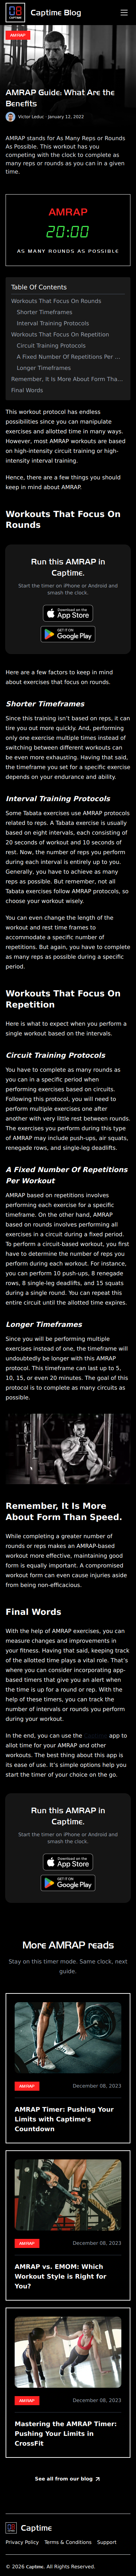 08
CAPTIME
Captime Blog
AMRAP
AMRAP Guide: What Are the
Benefits
Victor Leduc · January 12, 2022
AMRAP stands for As Many Reps or Rounds
As Possible. This workout has you
competing with the clock to complete as
many reps or rounds as you can in a given
time.
AMRAP
20:00
AS MANY ROUNDS AS POSSIBLE
Table Of Contents
Workouts That Focus On Rounds
Shorter Timeframes
Interval Training Protocols
Workouts That Focus On Repetition
Circuit Training Protocols
A Fixed Number Of Repetitions Per ...
Longer Timeframes
Remember, It Is More About Form Tha...
Final Words
This workout protocol has endless
possibilities since you can manipulate
exercises and allotted time in many ways.
However, most AMRAP workouts are based
on high-intensity circuit training or high-
intensity interval training.
Hence, there are a few things you should
keep in mind about AMRAP.
Workouts That Focus On
Rounds
Run this AMRAP in
Captime.
Start the timer on iPhone or Android and
smash the clock.
Download on the
App Store
GET IT ON
Google Play
Here are a few factors to keep in mind
about exercises that focus on rounds.
Shorter Timeframes
Since this training isn't based on reps, it can
tire you out more quickly. And, performing
only one exercise multiple times instead of
switching between different workouts can
be even more exhausting. Having that said,
the timeframe you set for a specific exercise
depends on your endurance and ability.
Interval Training Protocols
Some Tabata exercises use AMRAP protocols
related to reps. A Tabata exercise is usually
based on eight intervals, each consisting of
20 seconds of workout and 10 seconds of
rest. Now, the number of reps you perform
during each interval is entirely up to you.
Generally, you have to achieve as many
reps as possible. But remember, not all
Tabata exercises follow AMRAP protocols, so
choose your workout wisely.
You can even change the length of the
workout and rest time frames to
accommodate a specific number of
repetitions. But again, you have to complete
as many reps as possible during a specific
period.
Workouts That Focus On
Repetition
Here is what to expect when you perform a
single workout based on the intervals.
Circuit Training Protocols
You have to complete as many rounds as
you can in a specific period when
performing exercises based on circuits.
Following this protocol, you will need to
perform multiple exercises one after
another with very little rest between rounds.
The exercises you perform during this type
of AMRAP may include push-ups, air squats,
renegade rows, and single-leg deadlifts.
A Fixed Number Of Repetitions
Per Workout
AMRAP based on repetitions involves
performing each exercise for a specific
timeframe. On the other hand, AMRAP
based on rounds involves performing all
exercises in a circuit during a fixed period.
To perform a circuit-based workout, you first
have to determine the number of reps you
perform during each workout. For instance,
you can perform 10 push-ups, 8 renegade
rows, 8 single-leg deadlifts, and 15 squats
during a single round. You can repeat this
entire circuit until the allotted time expires.
Longer Timeframes
Since you will be performing multiple
exercises instead of one, the timeframe will
undoubtedly be longer with this AMRAP
protocol. This timeframe can last up to 5,
10, 15, or even 20 minutes. The goal of this
protocol is to complete as many circuits as
possible.
Remember, It Is More
About Form Than Speed.
While completing a greater number of
rounds or reps makes an AMRAP-based
workout more effective, maintaining good
form is equally important. A compromised
workout form can even cause injuries aside
from being non-efficacious.
Final Words
With the help of AMRAP exercises, you can
measure changes and improvements in
your fitness. Having that said, keeping track
of the allotted time plays a vital role. That's
where you can consider incorporating app-
based timers that give you an alert when
the time is up for a round or rep. With the
help of these timers, you can track the
number of intervals or rounds you perform
during your workout.
In the end, you can use the app to
allot time for your AMRAP and other
workouts. The best thing about this app is
its ease of use. It's simple options help you
start the timer of your choice on the go.
Run this AMRAP in
Captime.
Start the timer on iPhone or Android and
smash the clock.
Download on the
App Store
GET IT ON
Google Play
More AMRAP reads
Stay on this timer mode. Same clock, next
guide.
AMRAP
December 08, 2023
AMRAP Timer: Pushing Your
Limits with Captime's
Countdown
AMRAP
December 08, 2023
AMRAP vs. EMOM: Which
Workout Style is Right for
You?
AMRAP
December 08, 2023
Mastering the AMRAP Timer:
Pushing Your Limits in
CrossFit
See all from our blog
08
Captime
Privacy Policy Terms & Conditions Support
© 2026 Captime. All Rights Reserved.